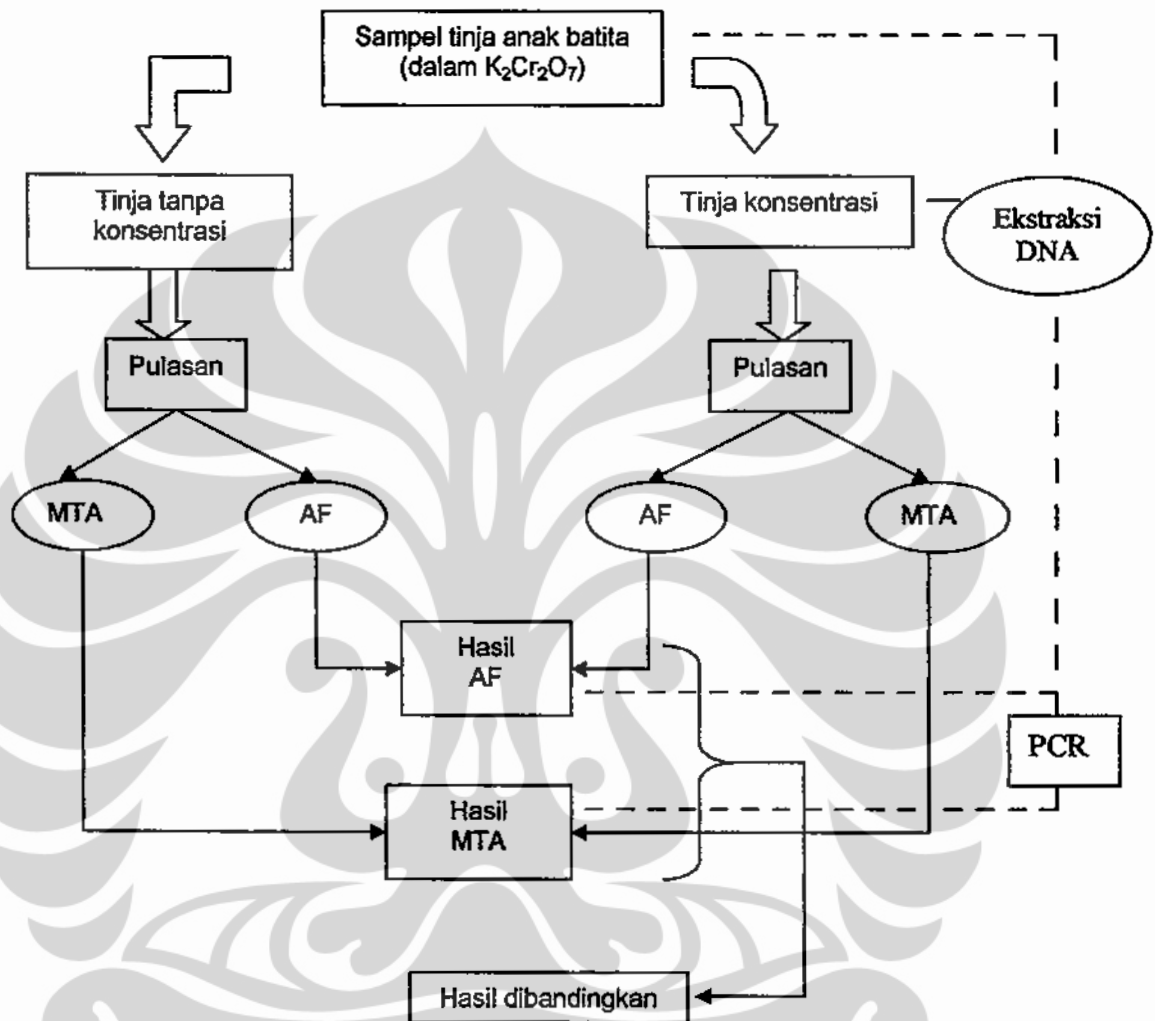 Sampel tinja anak batita
(dalam K₂Cr₂O₇)
Tinja tanpa
konsentrasi
Tinja konsentrasi
Ekstraksi
DNA
Pulasan
Pulasan
MTA
AF
AF
MTA
Hasil
AF
PCR
Hasil
MTA
Hasil dibandingkan